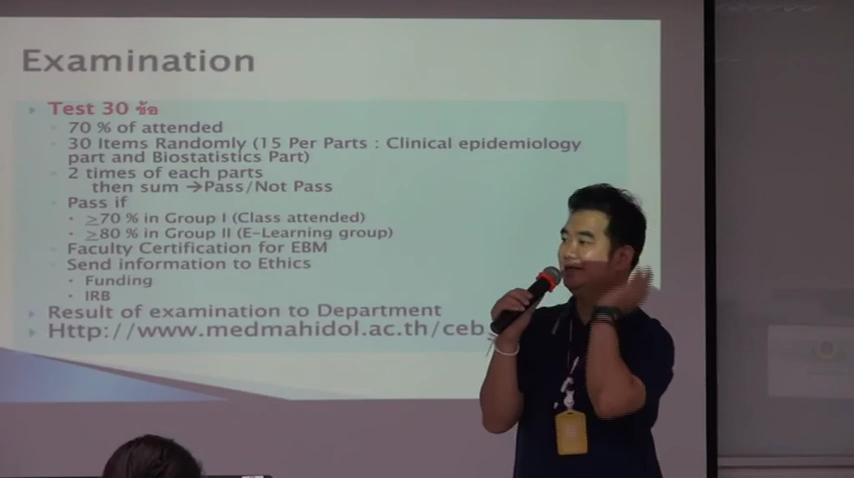 Examination
Test 30 ข้อ
70 % of attended
30 Items Randomly (15 Per Parts : Clinical epidemiology
part and Biostatistics Part)
2 times of each parts
then sum →Pass/Not Pass
Pass if
≥70 % in Group I (Class attended)
≥80 % in Group II (E-Learning group)
Faculty Certification for EBM
Send information to Ethics
Funding
IRB
Result of examination to Department
Http://www.medmahidol.ac.th/ceb